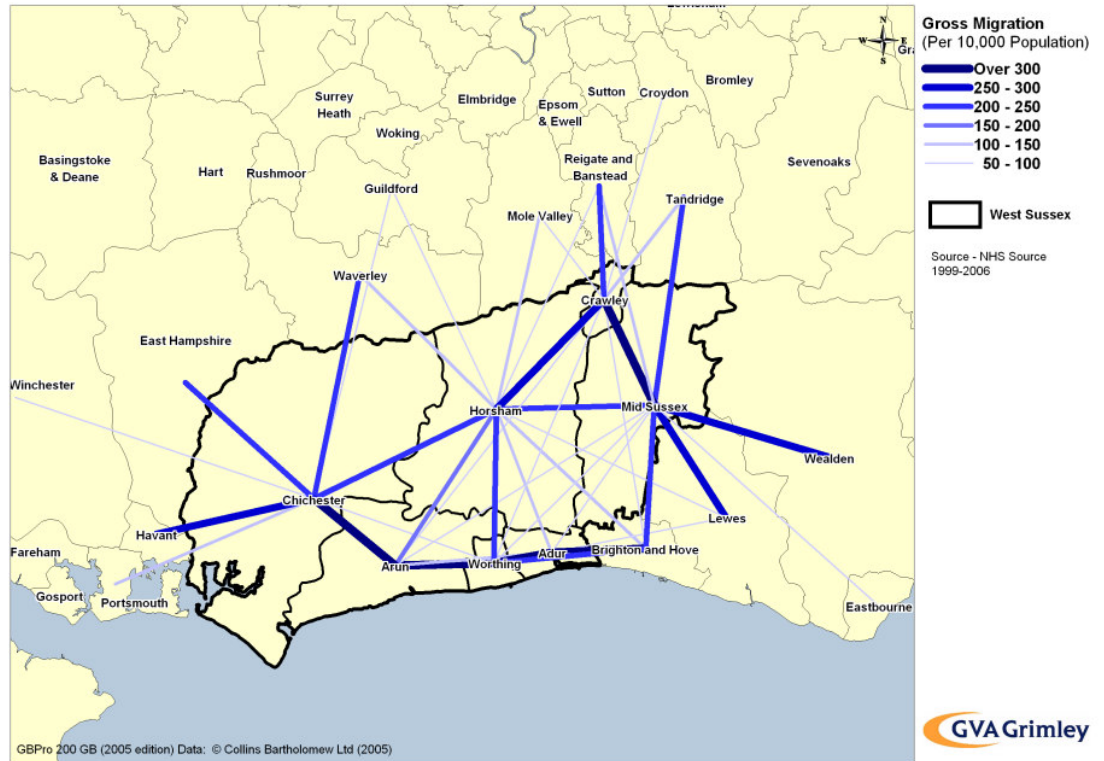 Gross Migration
(Per 10,000 Population)
Over 300
250 - 300
200 - 250
150 - 200
100 - 150
50 - 100
West Sussex
Source - NHS Source
1999-2006
N
W
E
S
Bromley
Sutton
Croydon
Elmbridge
Epsom
& Ewell
Surrey
Heath
Woking
Basingstoke
& Deane
Hart
Rushmoor
Guildford
Reigate and
Banstead
Sevenoaks
Tandridge
Mole Valley
Waverley
Crawley
East Hampshire
Winchester
Horsham
Mid Sussex
Wealden
Chichester
Lewes
Havant
Fareham
Arun
Worthing
Adur
Brighton and Hove
Gosport
Portsmouth
Eastbourne
GBPro 200 GB (2005 edition) Data: © Collins Bartholomew Ltd (2005)
GVA Grimley